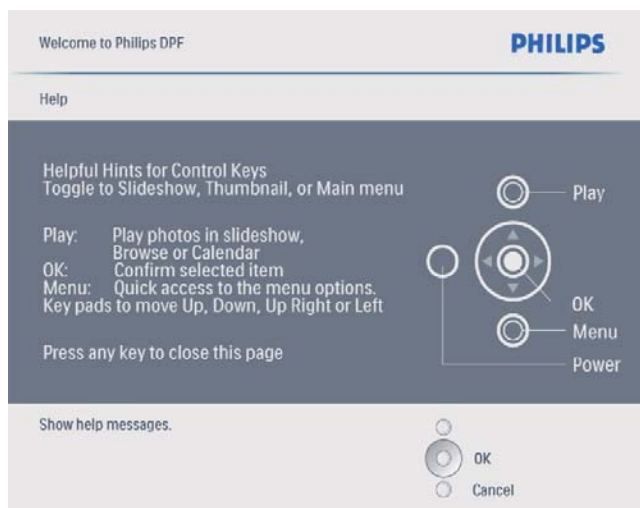 Welcome to Philips DPF
PHILIPS
Help
Helpful Hints for Control Keys
Toggle to Slideshow, Thumbnail, or Main menu
Play: Play photos in slideshow,
Browse or Calendar
OK: Confirm selected item
Menu: Quick access to the menu options.
Key pads to move Up, Down, Up Right or Left
Press any key to close this page
Play
OK
Menu
Power
Show help messages.
OK
Cancel